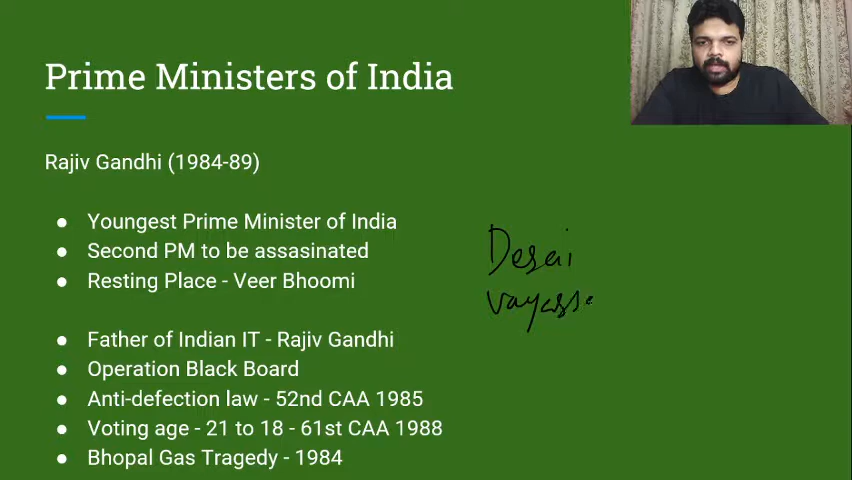 Prime Ministers of India
Rajiv Gandhi (1984-89)
● Youngest Prime Minister of India
● Second PM to be assasinated
● Resting Place - Veer Bhoomi
Desai
vayasse
● Father of Indian IT - Rajiv Gandhi
● Operation Black Board
● Anti-defection law - 52nd CAA 1985
● Voting age - 21 to 18 - 61st CAA 1988
● Bhopal Gas Tragedy - 1984